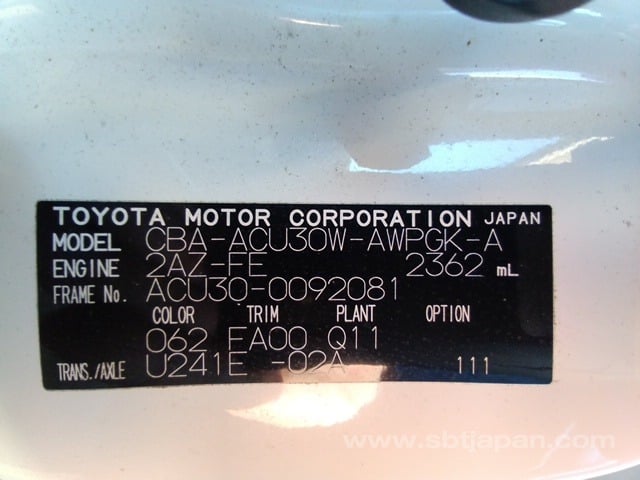 TOYOTA MOTOR CORPORATION JAPAN
MODEL CBA-ACU30W-AWPGK-A
ENGINE 2AZ-FE 2362 mL
FRAME No. ACU30-0092081
COLOR TRIM PLANT OPTION
062 FA00 Q11
TRANS./AXLE U241E -02A 111
www.sbtjapan.com